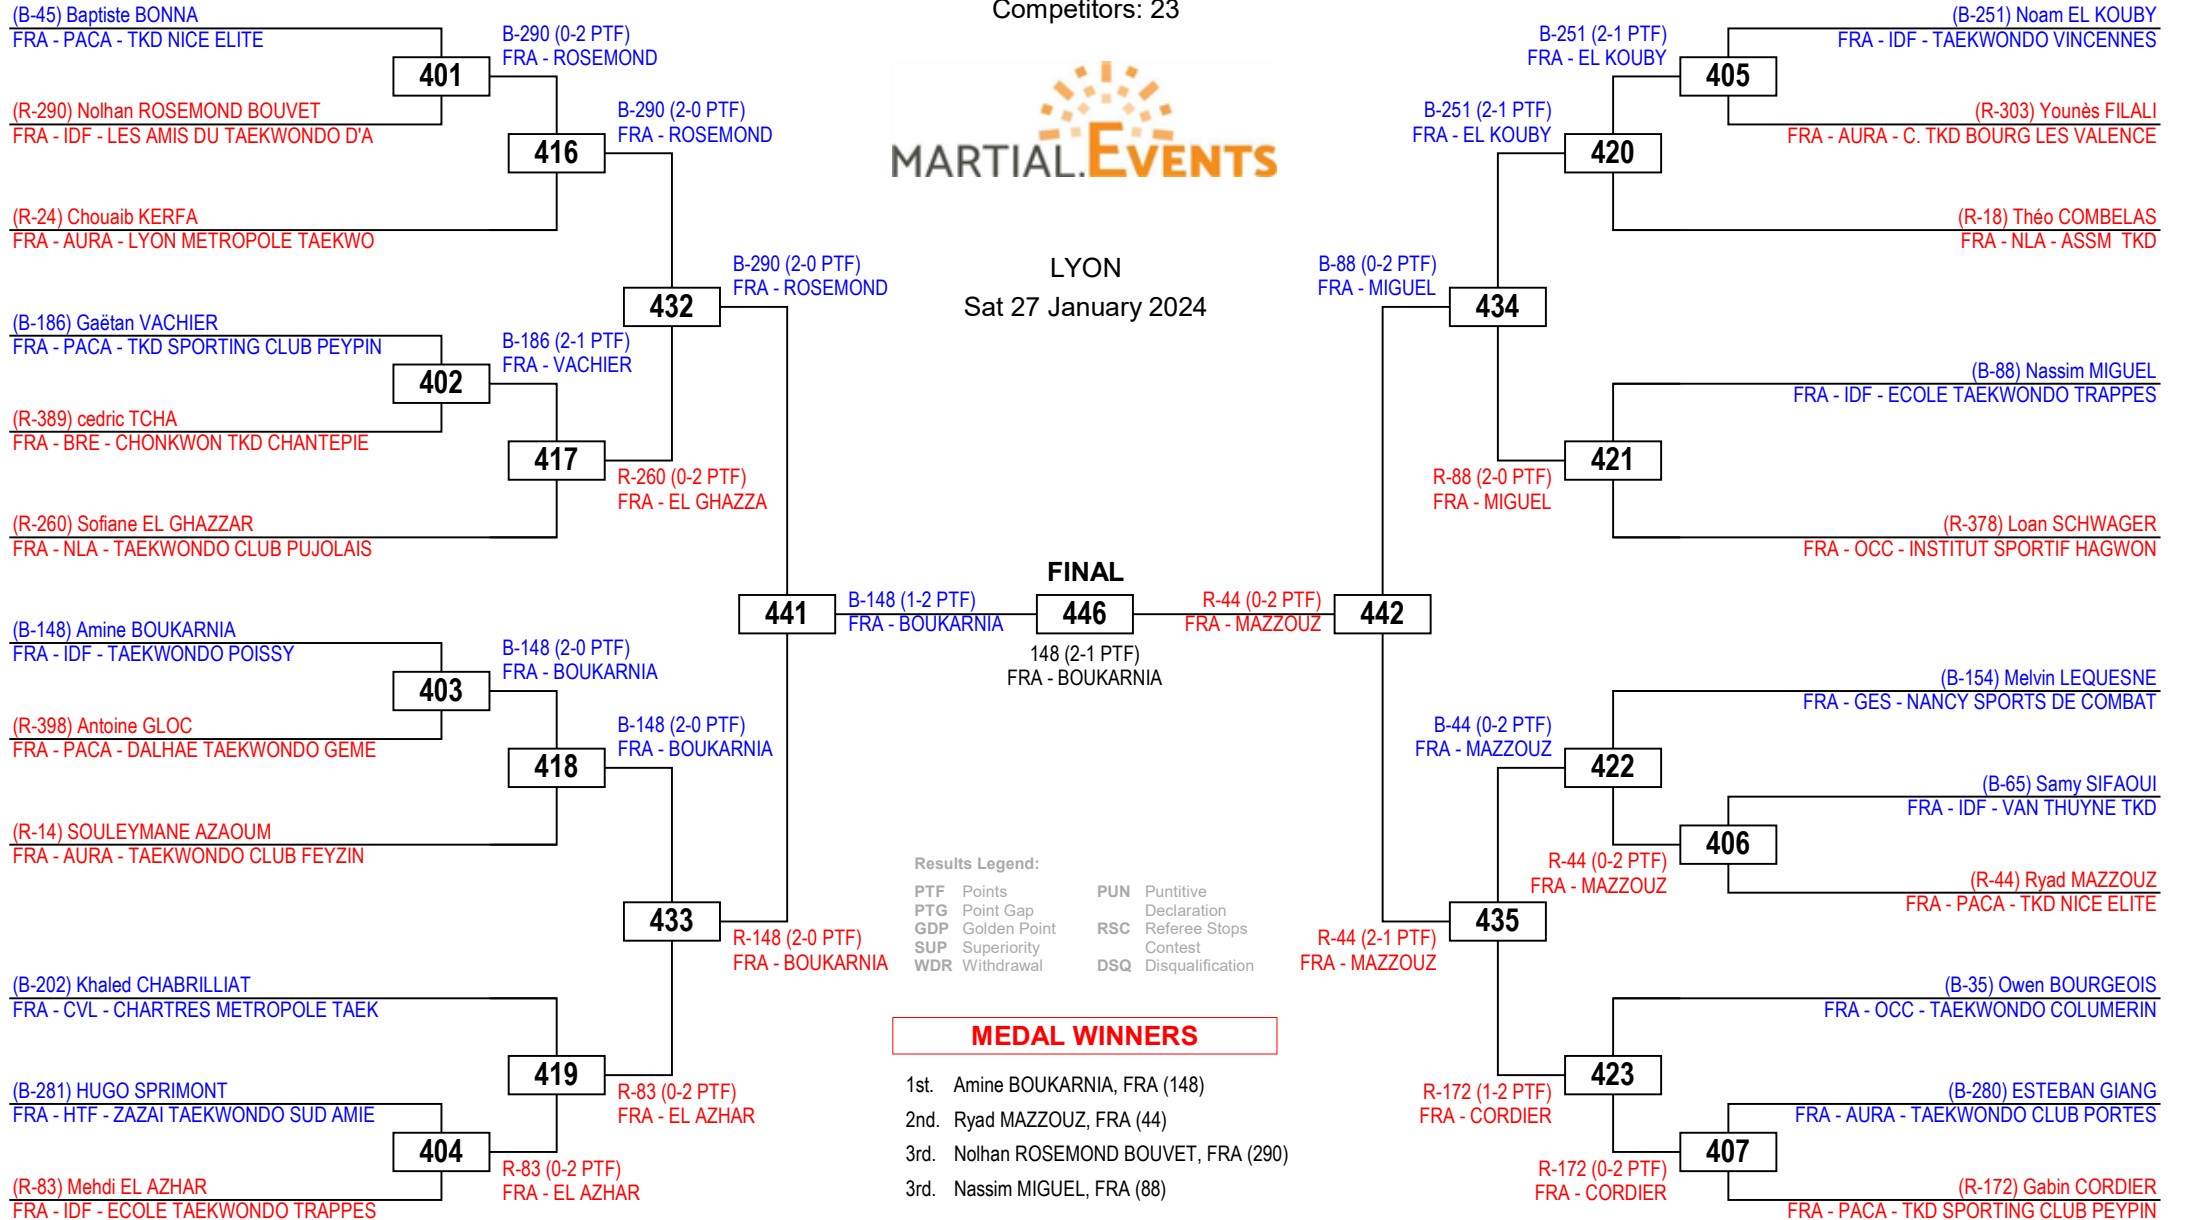 Competitors: 23
MARTIAL.EVENTS
LYON
Sat 27 January 2024
(B-45) Baptiste BONNA
FRA - PACA - TKD NICE ELITE
401
(R-290) Nolhan ROSEMOND BOUVET
FRA - IDF - LES AMIS DU TAEKWONDO D'A
B-290 (0-2 PTF)
FRA - ROSEMOND
416
(R-24) Chouaib KERFA
FRA - AURA - LYON METROPOLE TAEKWO
B-290 (2-0 PTF)
FRA - ROSEMOND
432
(B-186) Gaëtan VACHIER
FRA - PACA - TKD SPORTING CLUB PEYPIN
402
(R-389) cedric TCHA
FRA - BRE - CHONKWON TKD CHANTEPIE
B-186 (2-1 PTF)
FRA - VACHIER
417
(R-260) Sofiane EL GHAZZAR
FRA - NLA - TAEKWONDO CLUB PUJOLAIS
R-260 (0-2 PTF)
FRA - EL GHAZZA
B-290 (2-0 PTF)
FRA - ROSEMOND
441
(B-148) Amine BOUKARNIA
FRA - IDF - TAEKWONDO POISSY
403
(R-398) Antoine GLOC
FRA - PACA - DALHAE TAEKWONDO GEME
B-148 (2-0 PTF)
FRA - BOUKARNIA
418
(R-14) SOULEYMANE AZAOUM
FRA - AURA - TAEKWONDO CLUB FEYZIN
B-148 (2-0 PTF)
FRA - BOUKARNIA
433
(B-202) Khaled CHABRILLIAT
FRA - CVL - CHARTRES METROPOLE TAEK
419
(B-281) HUGO SPRIMONT
FRA - HTF - ZAZAI TAEKWONDO SUD AMIE
404
(R-83) Mehdi EL AZHAR
FRA - IDF - ECOLE TAEKWONDO TRAPPES
R-83 (0-2 PTF)
FRA - EL AZHAR
R-83 (0-2 PTF)
FRA - EL AZHAR
R-148 (2-0 PTF)
FRA - BOUKARNIA
B-148 (1-2 PTF)
FRA - BOUKARNIA
FINAL
446
148 (2-1 PTF)
FRA - BOUKARNIA
R-44 (0-2 PTF)
FRA - MAZZOUZ
442
(B-251) Noam EL KOUBY
FRA - IDF - TAEKWONDO VINCENNES
405
(R-303) Younès FILALI
FRA - AURA - C. TKD BOURG LES VALENCE
B-251 (2-1 PTF)
FRA - EL KOUBY
420
(R-18) Théo COMBELAS
FRA - NLA - ASSM TKD
B-251 (2-1 PTF)
FRA - EL KOUBY
434
(B-88) Nassim MIGUEL
FRA - IDF - ECOLE TAEKWONDO TRAPPES
421
(R-378) Loan SCHWAGER
FRA - OCC - INSTITUT SPORTIF HAGWON
R-88 (2-0 PTF)
FRA - MIGUEL
B-88 (0-2 PTF)
FRA - MIGUEL
(B-154) Melvin LEQUESNE
FRA - GES - NANCY SPORTS DE COMBAT
422
(B-65) Samy SIFAOUI
FRA - IDF - VAN THUYNE TKD
406
(R-44) Ryad MAZZOUZ
FRA - PACA - TKD NICE ELITE
R-44 (0-2 PTF)
FRA - MAZZOUZ
B-44 (0-2 PTF)
FRA - MAZZOUZ
435
(B-35) Owen BOURGEOIS
FRA - OCC - TAEKWONDO COLUMERIN
423
(B-280) ESTEBAN GIANG
FRA - AURA - TAEKWONDO CLUB PORTES
407
(R-172) Gabin CORDIER
FRA - PACA - TKD SPORTING CLUB PEYPIN
R-172 (0-2 PTF)
FRA - CORDIER
R-172 (1-2 PTF)
FRA - CORDIER
R-44 (2-1 PTF)
FRA - MAZZOUZ
Results Legend:
PTF Points
PTG Point Gap
GDP Golden Point
SUP Superiority
WDR Withdrawal
PUN Puntitive
Declaration
RSC Referee Stops
Contest
DSQ Disqualification
MEDAL WINNERS
1st. Amine BOUKARNIA, FRA (148)
2nd. Ryad MAZZOUZ, FRA (44)
3rd. Nolhan ROSEMOND BOUVET, FRA (290)
3rd. Nassim MIGUEL, FRA (88)